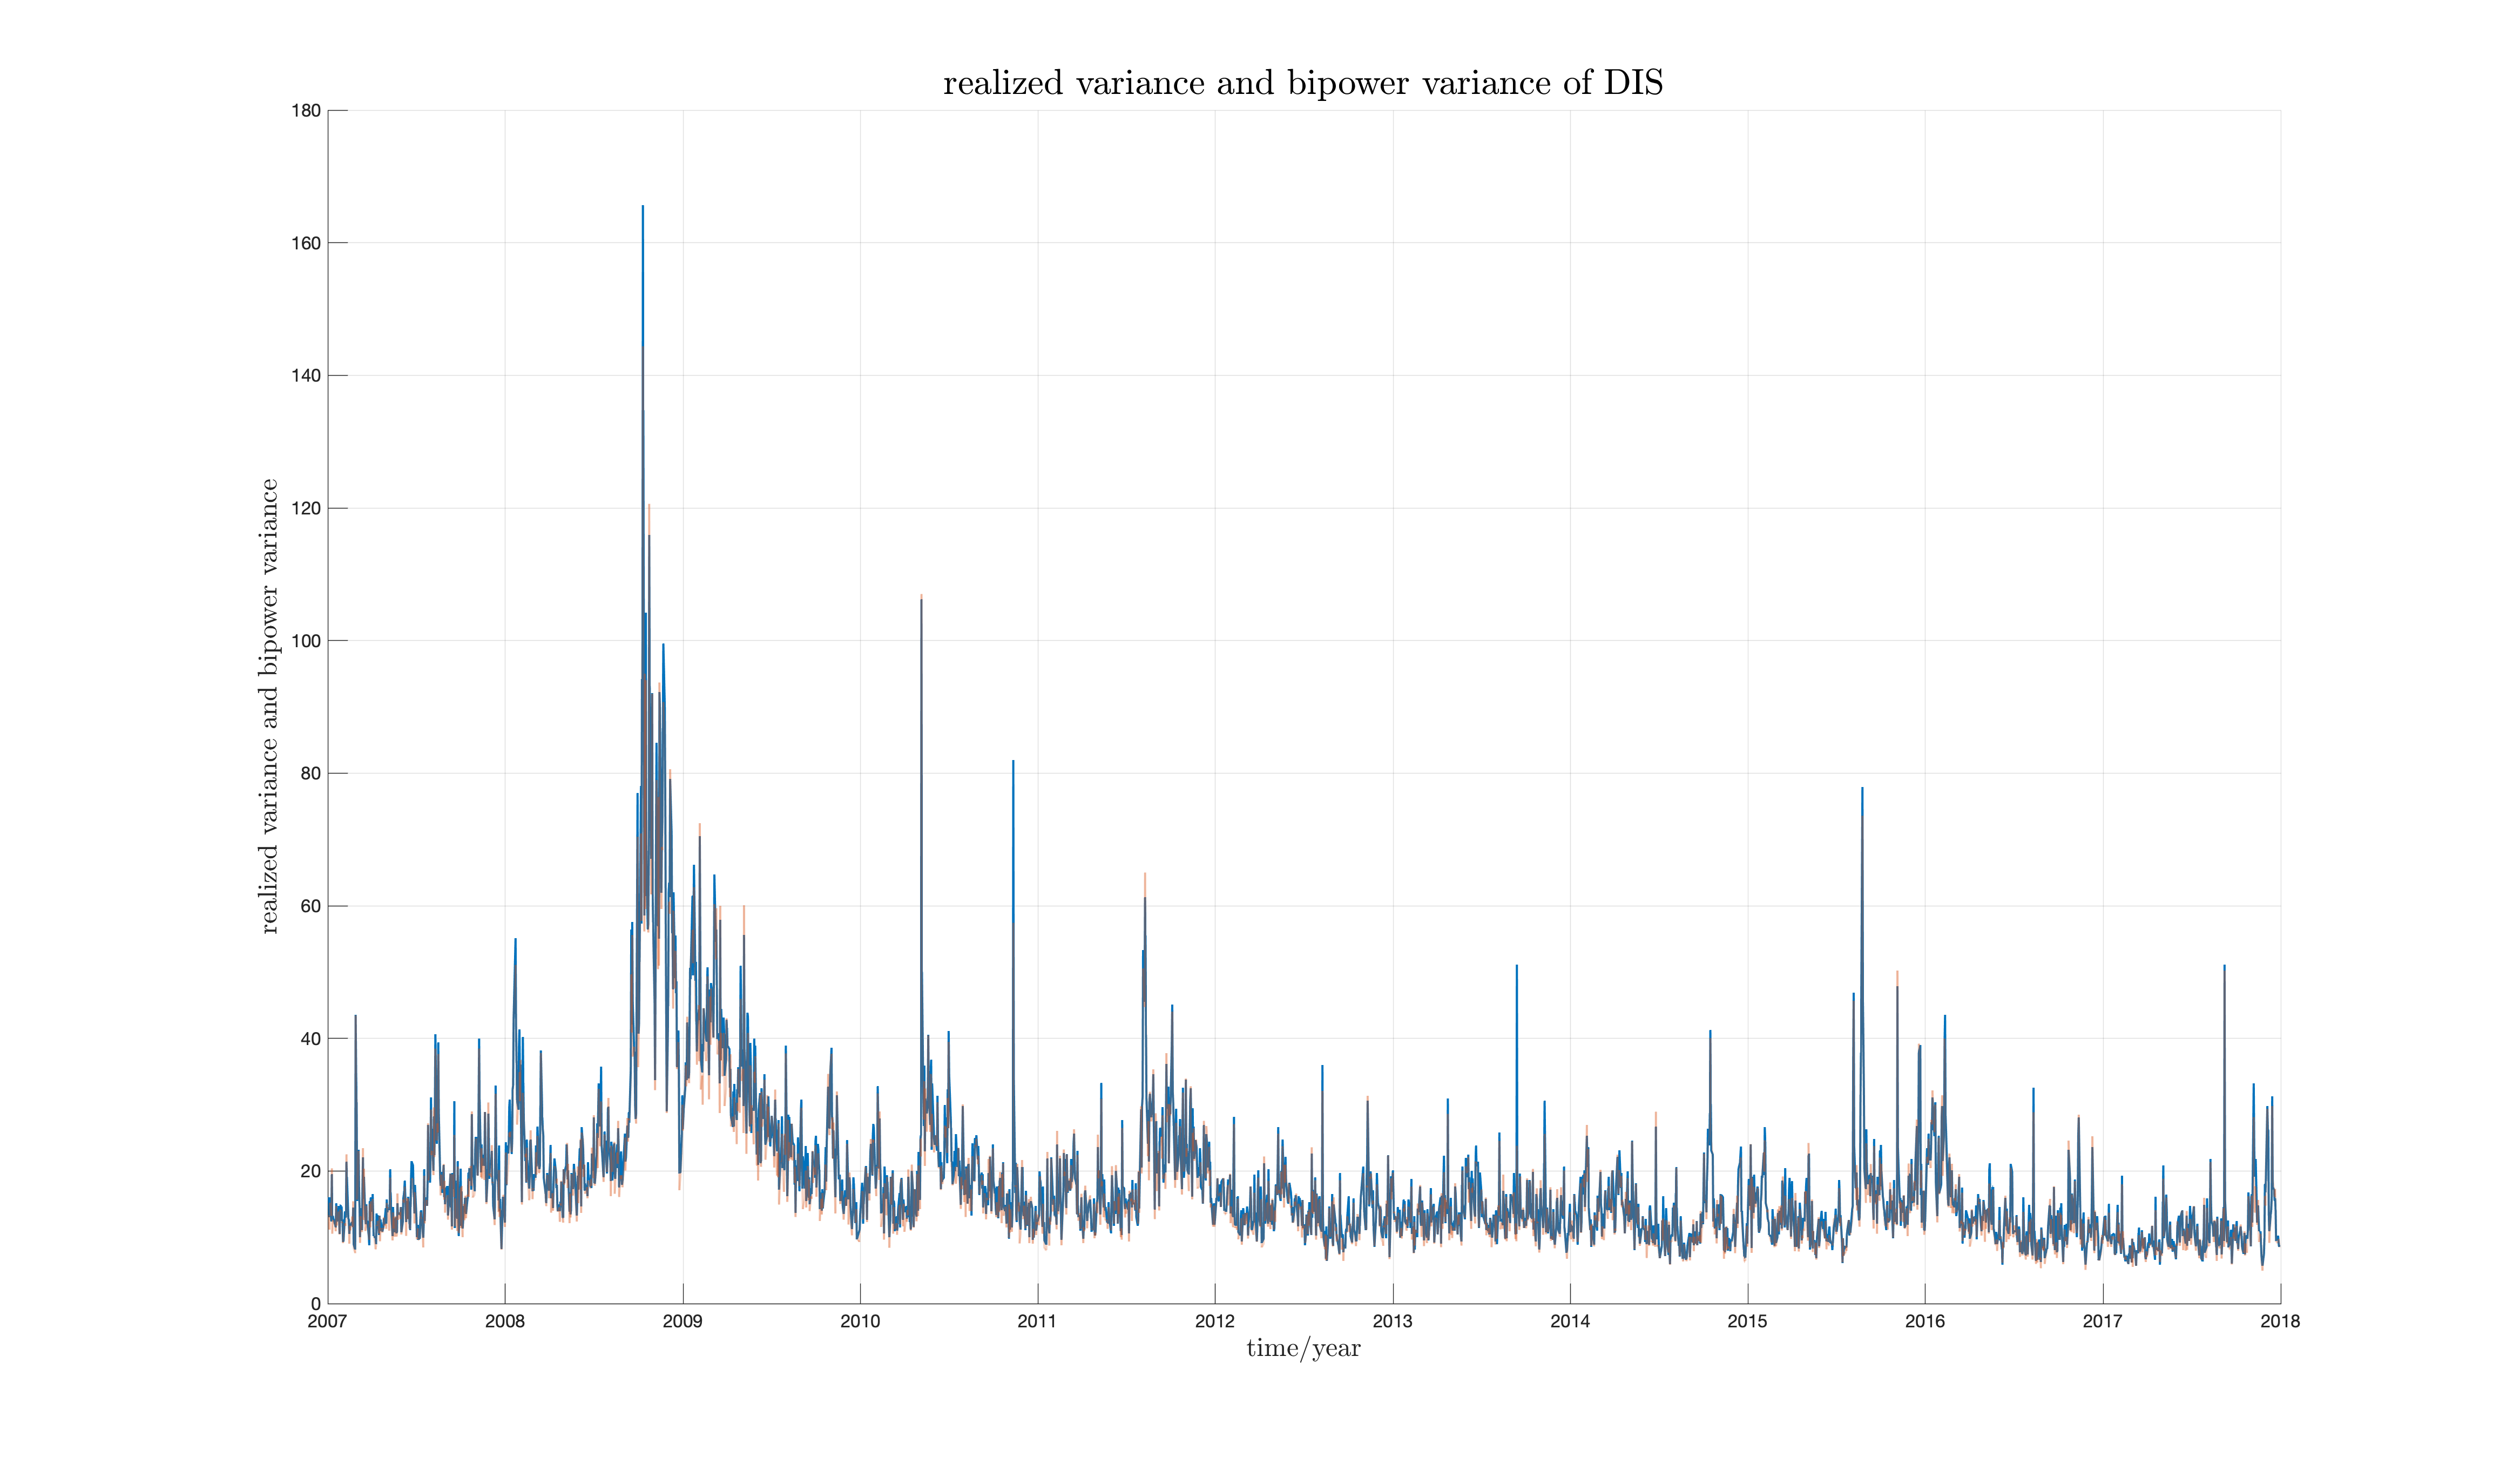 realized variance and bipower variance of DIS
180
160
140
120
100
80
60
40
20
0
realized variance and bipower variance
2007 2008 2009 2010 2011 2012 2013 2014 2015 2016 2017 2018
time/year